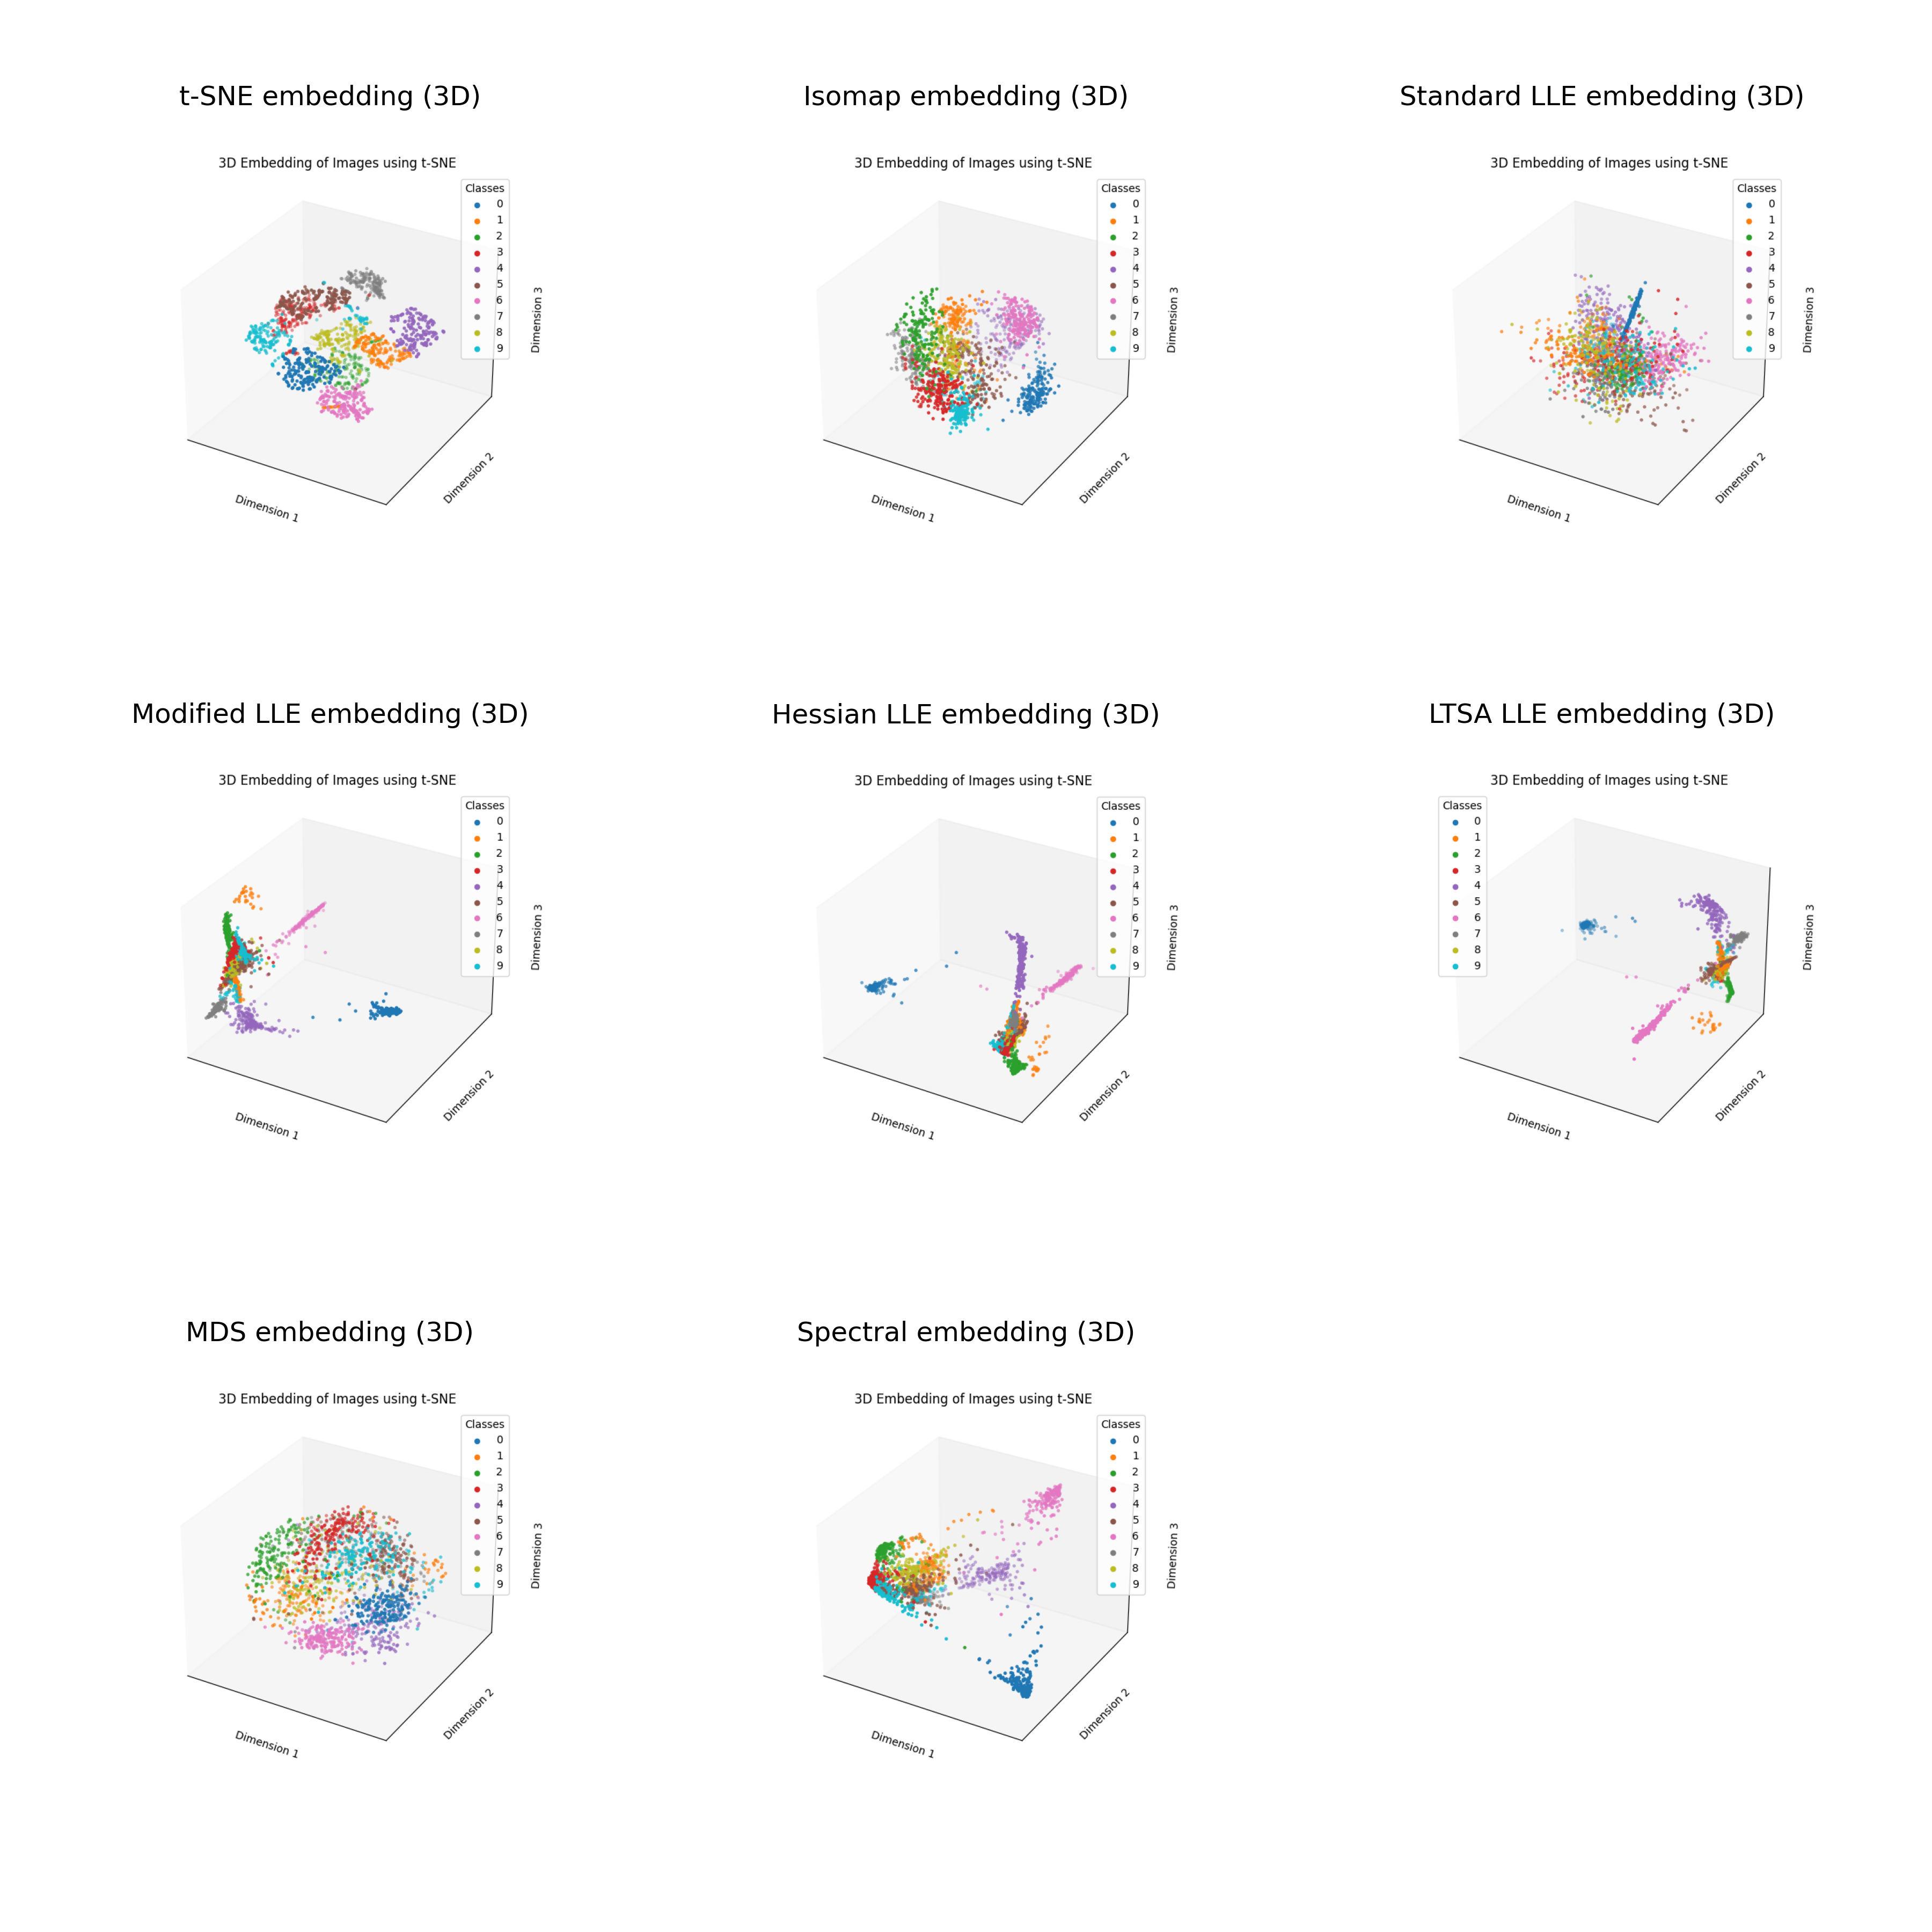 t-SNE embedding (3D)
3D Embedding of Images using t-SNE
Classes
0
1
2
3
4
5
6
7
8
9
Dimension 1
Dimension 2
Dimension 3
Isomap embedding (3D)
3D Embedding of Images using t-SNE
Classes
0
1
2
3
4
5
6
7
8
9
Dimension 1
Dimension 2
Dimension 3
Standard LLE embedding (3D)
3D Embedding of Images using t-SNE
Classes
0
1
2
3
4
5
6
7
8
9
Dimension 1
Dimension 2
Dimension 3
Modified LLE embedding (3D)
3D Embedding of Images using t-SNE
Classes
0
1
2
3
4
5
6
7
8
9
Dimension 1
Dimension 2
Dimension 3
Hessian LLE embedding (3D)
3D Embedding of Images using t-SNE
Classes
0
1
2
3
4
5
6
7
8
9
Dimension 1
Dimension 2
Dimension 3
LTSA LLE embedding (3D)
3D Embedding of Images using t-SNE
Classes
0
1
2
3
4
5
6
7
8
9
Dimension 1
Dimension 2
Dimension 3
MDS embedding (3D)
3D Embedding of Images using t-SNE
Classes
0
1
2
3
4
5
6
7
8
9
Dimension 1
Dimension 2
Dimension 3
Spectral embedding (3D)
3D Embedding of Images using t-SNE
Classes
0
1
2
3
4
5
6
7
8
9
Dimension 1
Dimension 2
Dimension 3